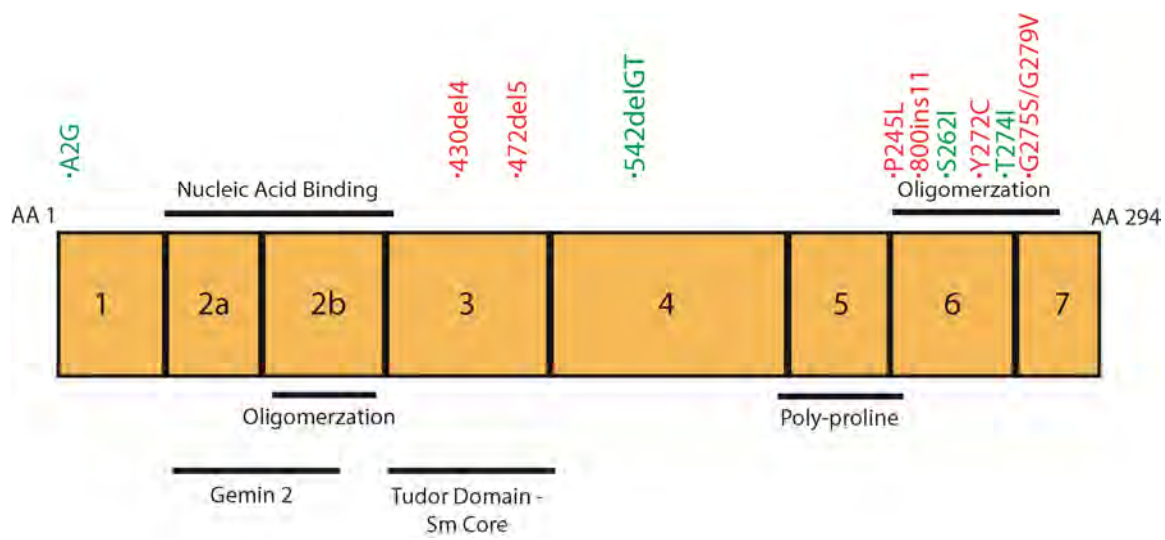 ·A2G
·430del4
·472del5
·542delGT
·P245L
·800ins11
·S262I
·Y272C
·T274I
·G275S/G279V
Nucleic Acid Binding
Oligomerzation
AA 1
AA 294
1
2a
2b
3
4
5
6
7
Oligomerzation
Poly-proline
Gemin 2
Tudor Domain -
Sm Core